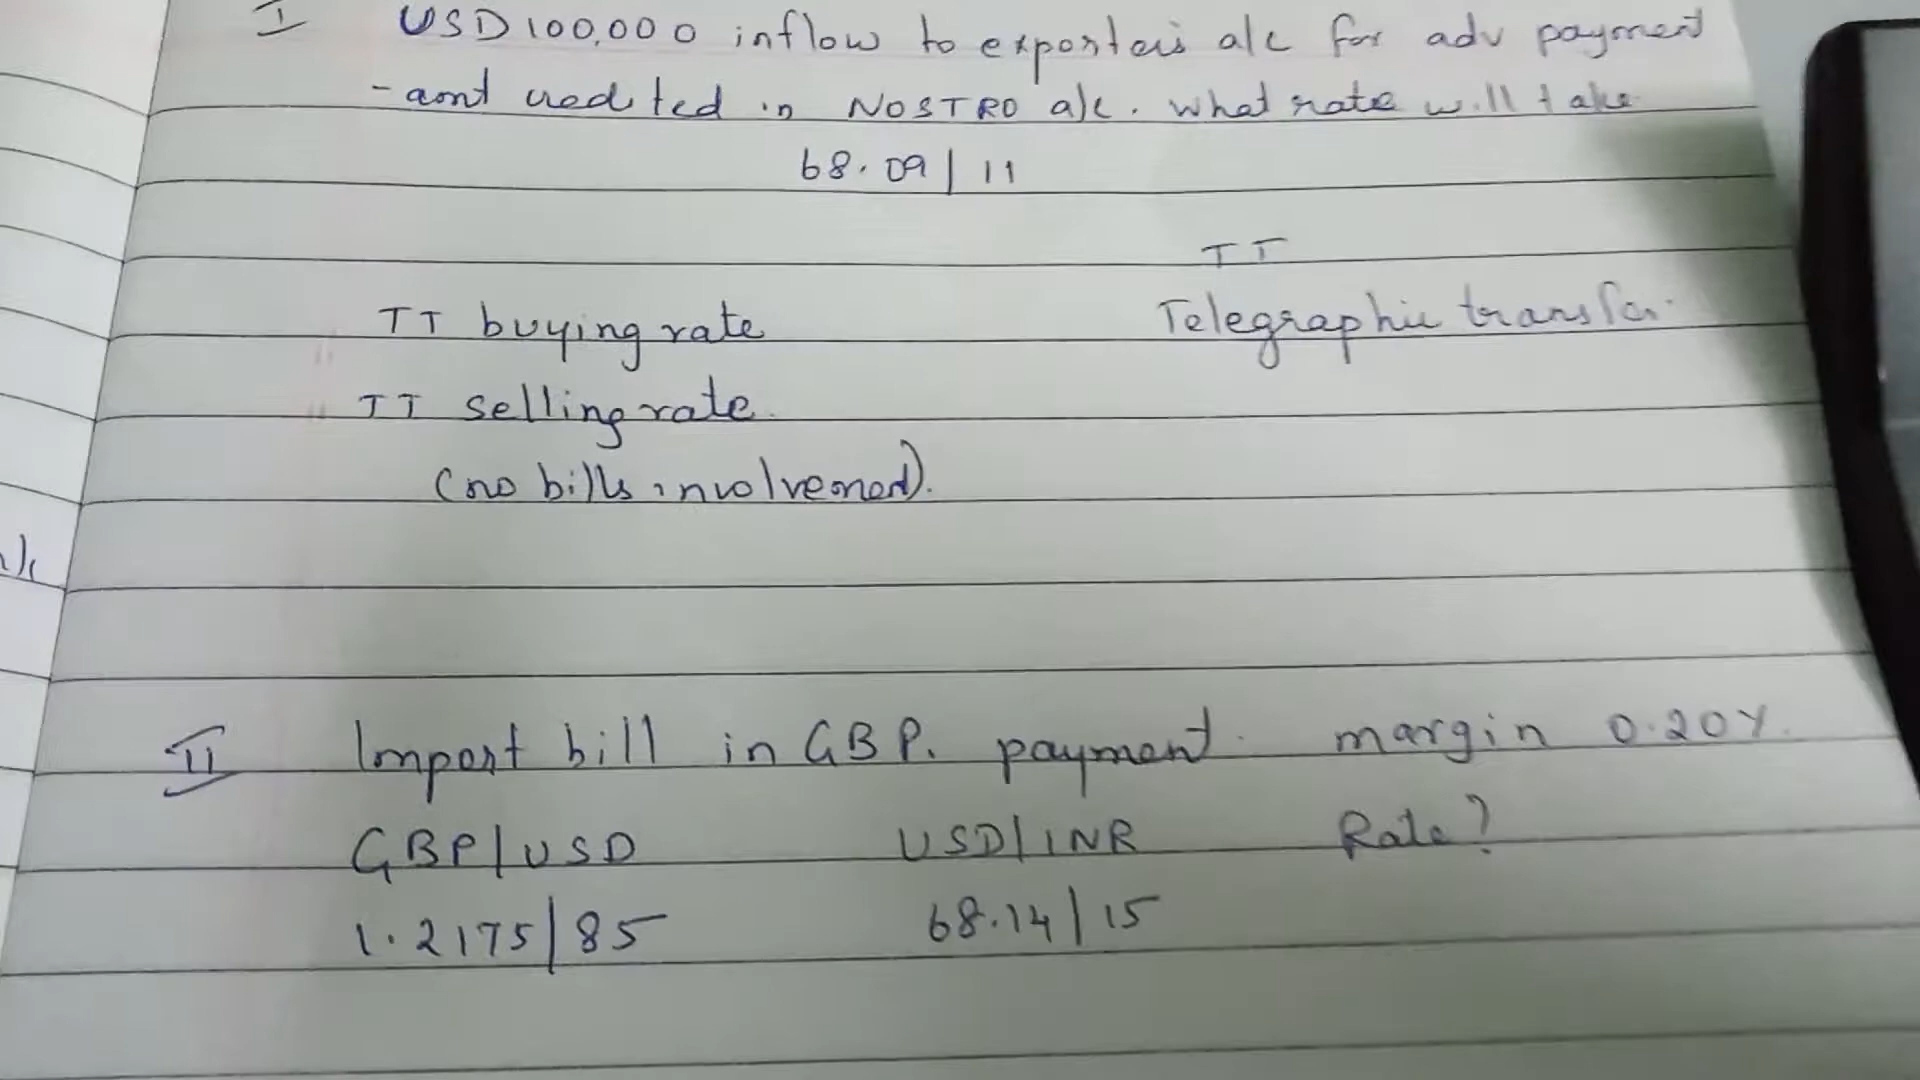 I USD 100,000 inflow to exporter's a/c for adv payment
- amt credited in NOSTRO a/c. What rate will take
68.09 | 11
TT
TT buying rate Telegraphic transfer.
TT selling rate.
(no bills involvement).
II Import bill in GBP. payment. margin 0.20%.
GBP/USD USD/INR Rate?
1.2175/85 68.14/15